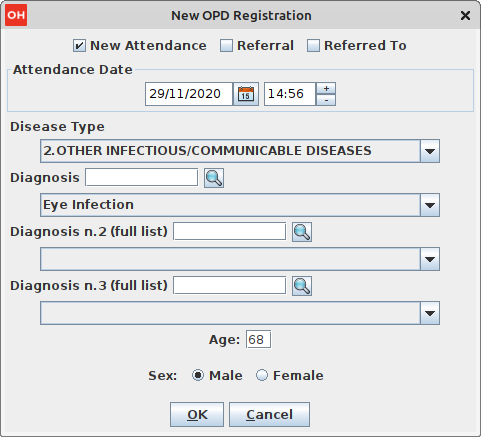 OH New OPD Registration
New Attendance Referral Referred To
Attendance Date
29/11/2020 15 14:56 + -
Disease Type
2.OTHER INFECTIOUS/COMMUNICABLE DISEASES
Diagnosis
Eye Infection
Diagnosis n.2 (full list)
Diagnosis n.3 (full list)
Age: 68
Sex: Male Female
OK Cancel